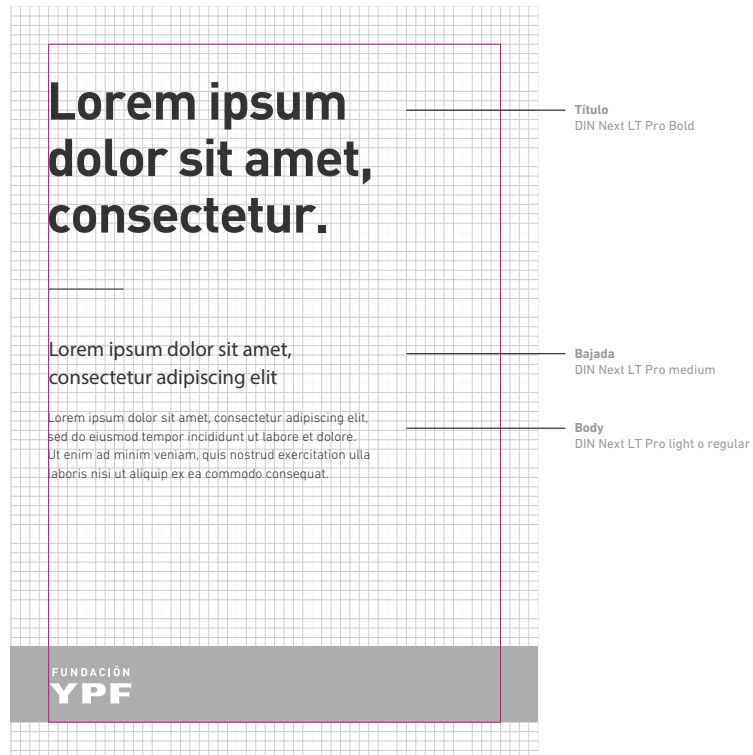 Lorem ipsum
dolor sit amet,
consectetur.
Título
DIN Next LT Pro Bold
Lorem ipsum dolor sit amet,
consectetur adipiscing elit
Bajada
DIN Next LT Pro medium
Lorem ipsum dolor sit amet, consectetur adipiscing elit,
sed do eiusmod tempor incididunt ut labore et dolore.
Ut enim ad minim veniam, quis nostrud exercitation ulla
laboris nisi ut aliquip ex ea commodo consequat.
Body
DIN Next LT Pro light o regular
FUNDACIÓN
YPF